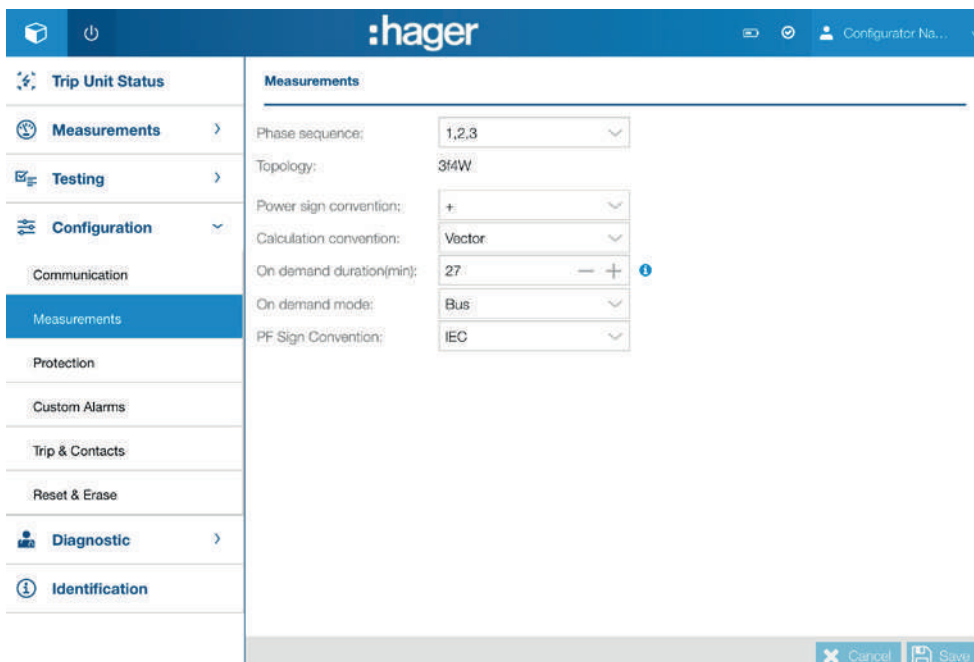 :hager
Configurator Na...
Trip Unit Status
Measurements
Testing
Configuration
Communication
Measurements
Protection
Custom Alarms
Trip & Contacts
Reset & Erase
Diagnostic
Identification
Measurements
Phase sequence: 1,2,3
Topology: 3f4W
Power sign convention: +
Calculation convention: Vector
On demand duration(min): 27
On demand mode: Bus
PF Sign Convention: IEC
Cancel Save